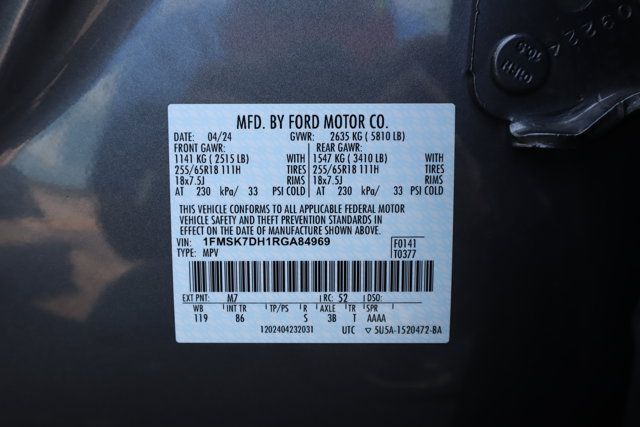 MFD. BY FORD MOTOR CO.
DATE: 04/24 GVWR: 2635 KG ( 5810 LB)
FRONT GAWR: REAR GAWR:
1141 KG ( 2515 LB) WITH 1547 KG ( 3410 LB) WITH
255/65R18 111H TIRES 255/65R18 111H TIRES
18x7.5J RIMS 18x7.5J RIMS
AT 230 kPa/ 33 PSI COLD AT 230 kPa/ 33 PSI COLD
THIS VEHICLE CONFORMS TO ALL APPLICABLE FEDERAL MOTOR
VEHICLE SAFETY AND THEFT PREVENTION STANDARDS IN
EFFECT ON THE DATE OF MANUFACTURE SHOWN ABOVE.
VIN: 1FMSK7DH1RGA84969 F0141
TYPE: MPV T0377
EXT PNT: M7 RC: 52 DSO:
WB INT TR TP/PS R AXLE TR SPR
119 86 S 3B T AAAA
1202404232031 UTC ▽ 5U5A-1520472-BA